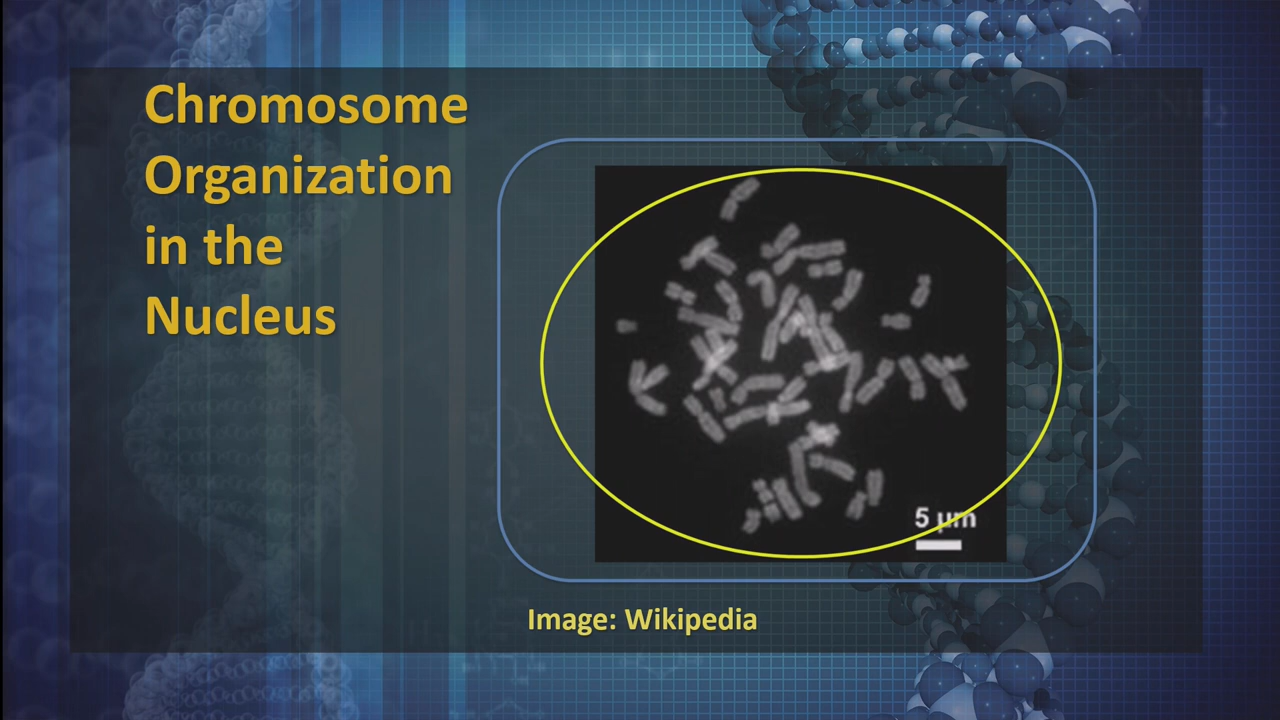 Chromosome
Organization
in the
Nucleus
5 µm
Image: Wikipedia